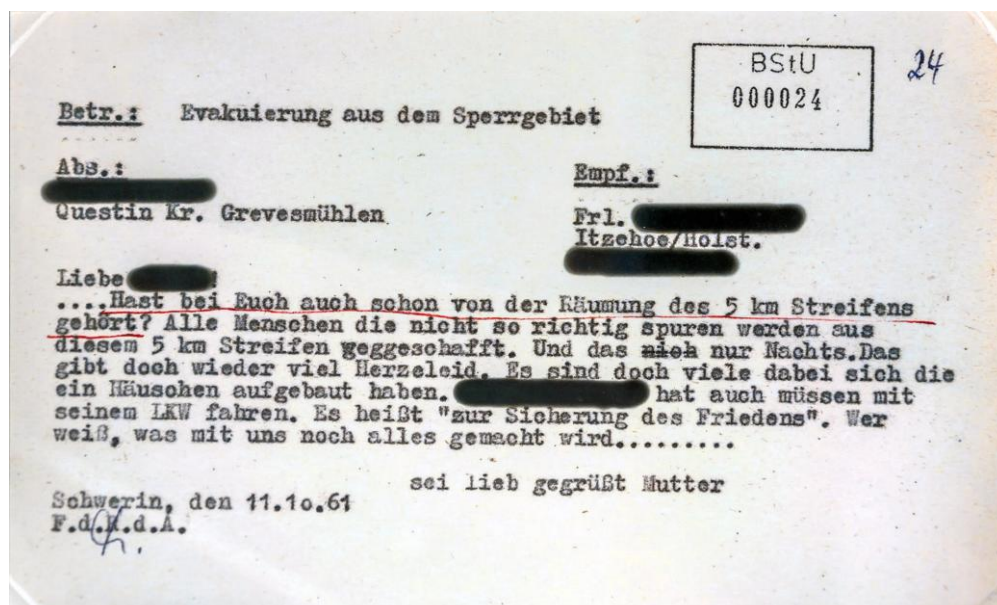 BStU
000024
24
Betr.: Evakuierung aus dem Sperrgebiet
Abs.:
Empf.:
Questin Kr. Grevesmühlen
Frl.
Itzehoe/Holst.
Liebe !
....Hast bei Euch auch schon von der Räumung des 5 km Streifens
gehört? Alle Menschen die nicht so richtig spuren werden aus
diesem 5 km Streifen weggeschafft. Und das nich nur Nachts.Das
gibt doch wieder viel Herzeleid. Es sind doch viele dabei sich die
ein Häuschen aufgebaut haben. hat auch müssen mit
seinem LKW fahren. Es heißt "zur Sicherung des Friedens". Wer
weiß, was mit uns noch alles gemacht wird.........
sei lieb gegrüßt Mutter
Schwerin, den 11.1o.61
F.d.R.d.A.